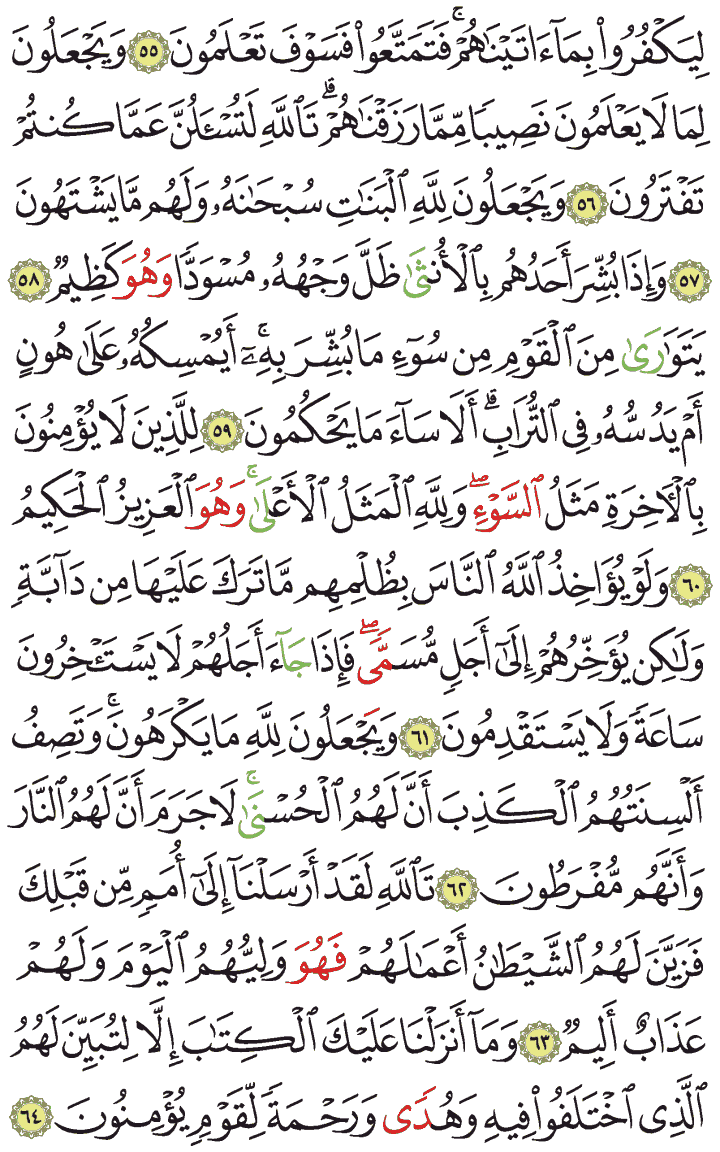 لِيَكْفُرُوا۟ بِمَآ ءَاتَيْنَٰهُمْ ۚ فَتَمَتَّعُوا۟ فَسَوْفَ تَعْلَمُونَ ٥٥ وَيَجْعَلُونَ
لِمَا لَا يَعْلَمُونَ نَصِيبًا مِّمَّا رَزَقْنَٰهُمْ ۗ تَٱللَّهِ لَتُسْـَٔلُنَّ عَمَّا كُنتُمْ
تَفْتَرُونَ ٥٦ وَيَجْعَلُونَ لِلَّهِ ٱلْبَنَٰتِ سُبْحَٰنَهُۥ وَلَهُم مَّا يَشْتَهُونَ
٥٧ وَإِذَا بُشِّرَ أَحَدُهُم بِٱلْأُنثَىٰ ظَلَّ وَجْهُهُۥ مُسْوَدًّا وَهُوَ كَظِيمٌ ٥٨
يَتَوَٰرَىٰ مِنَ ٱلْقَوْمِ مِن سُوٓءِ مَا بُشِّرَ بِهِۦٓ ۚ أَيُمْسِكُهُۥ عَلَىٰ هُونٍ
أَمْ يَدُسُّهُۥ فِى ٱلتُّرَابِ ۗ أَلَا سَآءَ مَا يَحْكُمُونَ ٥٩ لِلَّذِينَ لَا يُؤْمِنُونَ
بِٱلْأَخِرَةِ مَثَلُ ٱلسَّوْءِ ۖ وَلِلَّهِ ٱلْمَثَلُ ٱلْأَعْلَىٰ ۚ وَهُوَ ٱلْعَزِيزُ ٱلْحَكِيمُ
٦٠ وَلَوْ يُؤَاخِذُ ٱللَّهُ ٱلنَّاسَ بِظُلْمِهِم مَّا تَرَكَ عَلَيْهَا مِن دَآبَّةٍ
وَلَٰكِن يُؤَخِّرُهُمْ إِلَىٰٓ أَجَلٍ مُّسَمًّى ۖ فَإِذَا جَآءَ أَجَلُهُمْ لَا يَسْتَـْٔخِرُونَ
سَاعَةً وَلَا يَسْتَقْدِمُونَ ٦١ وَيَجْعَلُونَ لِلَّهِ مَا يَكْرَهُونَ ۚ وَتَصِفُ
أَلْسِنَتُهُمُ ٱلْكَذِبَ أَنَّ لَهُمُ ٱلْحُسْنَىٰ ۚ لَا جَرَمَ أَنَّ لَهُمُ ٱلنَّارَ
وَأَنَّهُم مُّفْرَطُونَ ٦٢ تَٱللَّهِ لَقَدْ أَرْسَلْنَآ إِلَىٰٓ أُمَمٍ مِّن قَبْلِكَ
فَزَيَّنَ لَهُمُ ٱلشَّيْطَٰنُ أَعْمَٰلَهُمْ فَهُوَ وَلِيُّهُمُ ٱلْيَوْمَ وَلَهُمْ
عَذَابٌ أَلِيمٌ ٦٣ وَمَآ أَنزَلْنَا عَلَيْكَ ٱلْكِتَٰبَ إِلَّا لِتُبَيِّنَ لَهُمُ
ٱلَّذِى ٱخْتَلَفُوا۟ فِيهِ وَهُدًى وَرَحْمَةً لِّقَوْمٍ يُؤْمِنُونَ ٦٤